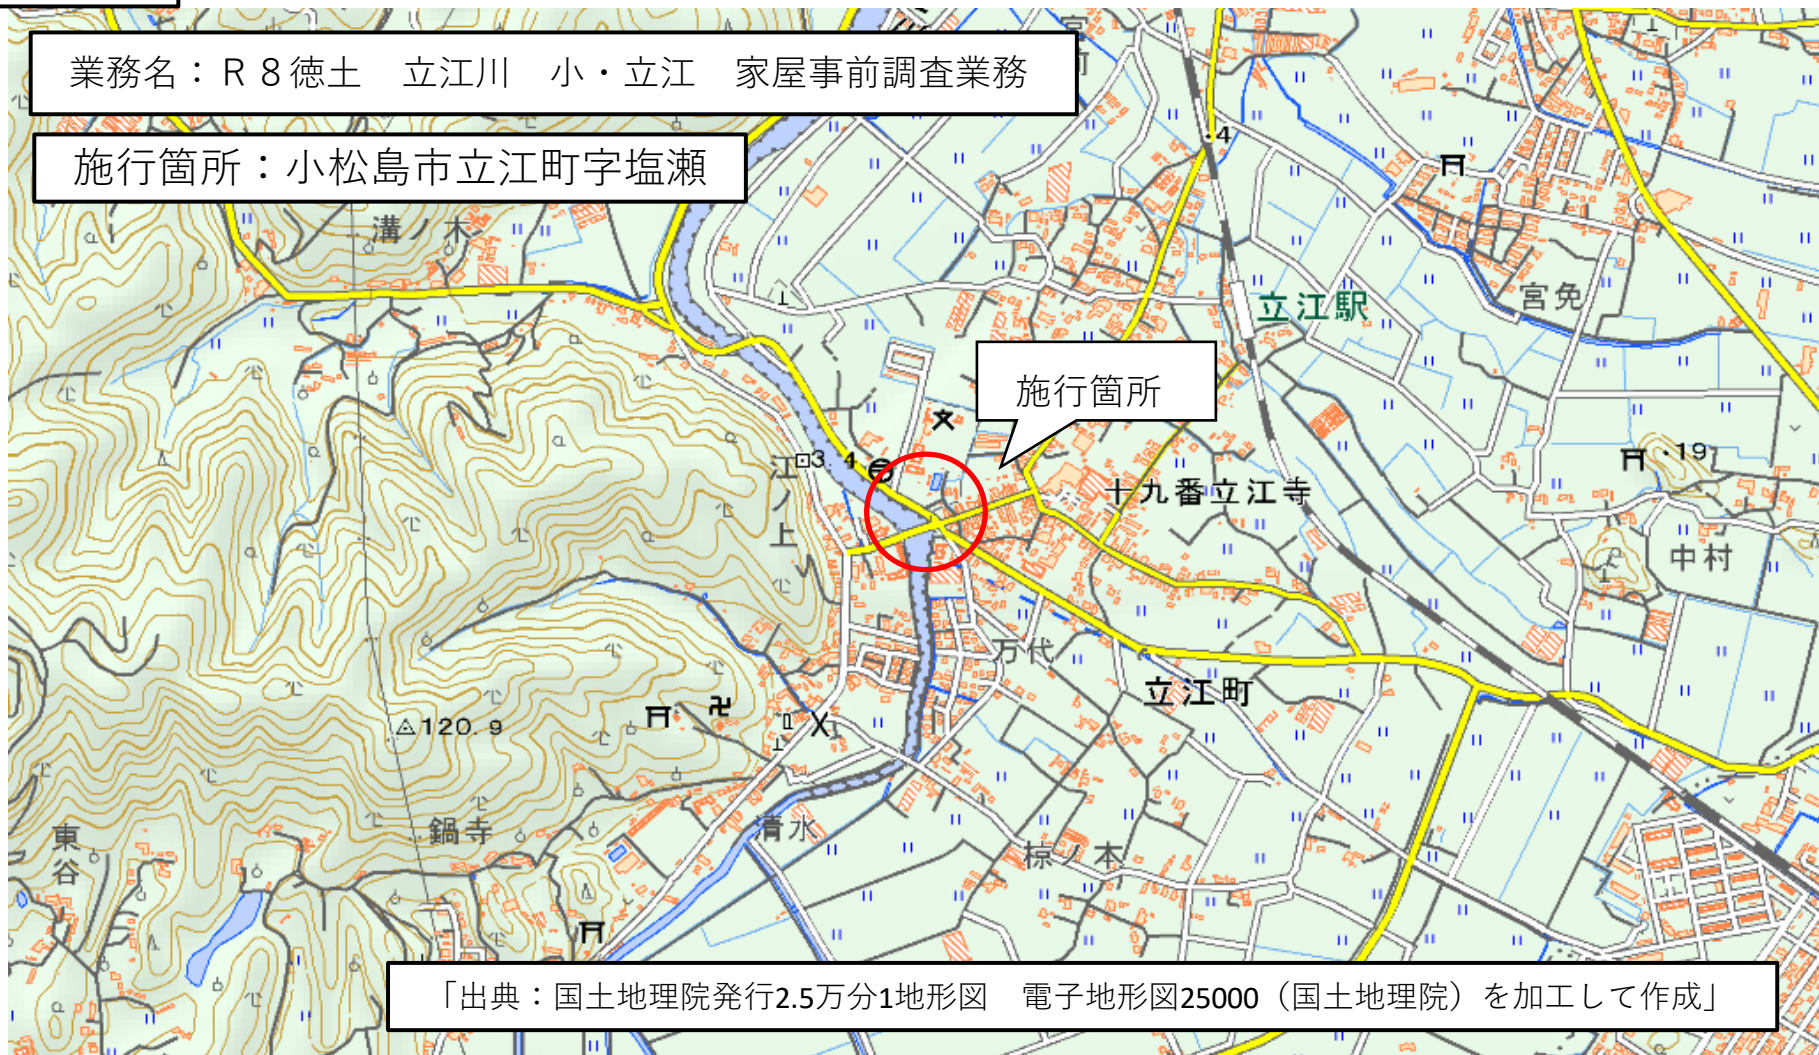 業務名：Ｒ８徳土　立江川　小・立江　家屋事前調査業務
施行箇所：小松島市立江町字塩瀬
溝ノ木
4
立江駅
宮免
施行箇所
江ノ上
3
4
19
十九番立江寺
中村
万代
立江町
120.9
東谷
鍋寺
清水
椋ノ本
「出典：国土地理院発行2.5万分1地形図　電子地形図25000（国土地理院）を加工して作成」